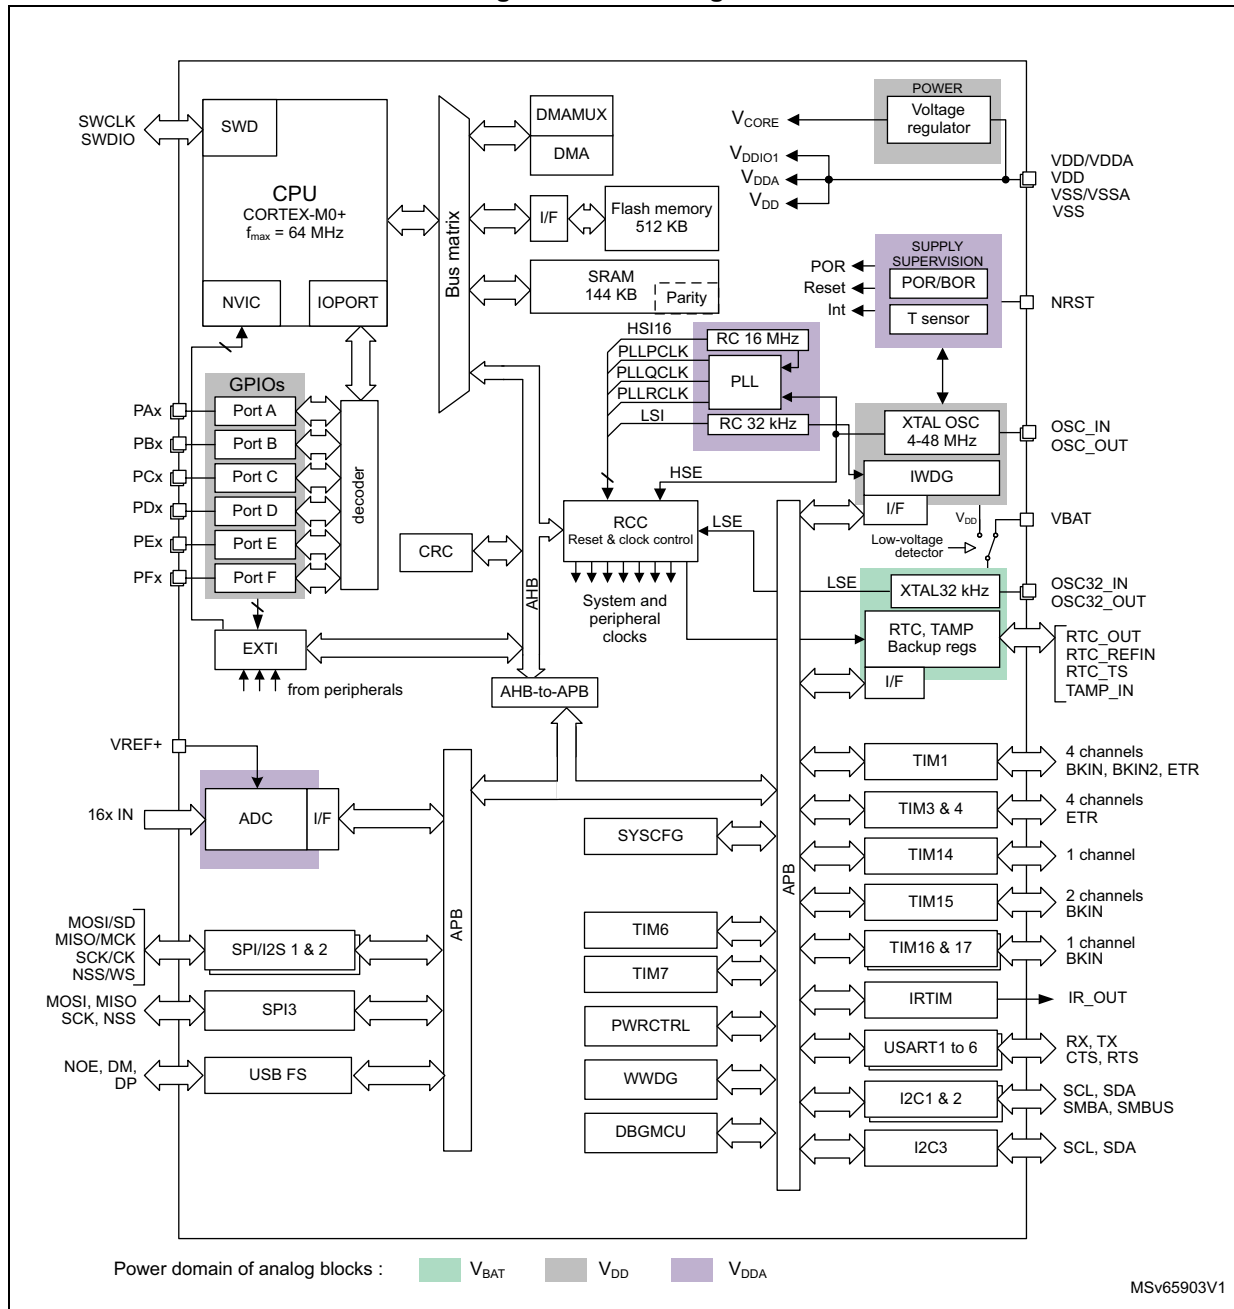 SWCLK
SWDIO
SWD
CPU
CORTEX-M0+
fmax = 64 MHz
NVIC
IOPORT
Bus matrix
DMAMUX
DMA
I/F
Flash memory
512 KB
SRAM
144 KB
Parity
POWER
Voltage
regulator
VCORE
VDDIO1
VDDA
VDD
VDD/VDDA
VDD
VSS/VSSA
VSS
SUPPLY
SUPERVISION
POR/BOR
T sensor
POR
Reset
Int
NRST
HSI16
PLLPCLK
PLLQCLK
PLLRCLK
LSI
RC 16 MHz
PLL
RC 32 kHz
XTAL OSC
4-48 MHz
IWDG
I/F
OSC_IN
OSC_OUT
HSE
GPIOs
PAx
Port A
PBx
Port B
PCx
Port C
PDx
Port D
PEx
Port E
PFx
Port F
decoder
EXTI
from peripherals
CRC
AHB
RCC
Reset & clock control
LSE
System and
peripheral
clocks
VDD
Low-voltage
detector
VBAT
LSE
XTAL32 kHz
OSC32_IN
OSC32_OUT
RTC, TAMP
Backup regs
I/F
RTC_OUT
RTC_REFIN
RTC_TS
TAMP_IN
AHB-to-APB
VREF+
16x IN
ADC
I/F
APB
MOSI/SD
MISO/MCK
SCK/CK
NSS/WS
SPI/I2S 1 & 2
MOSI, MISO
SCK, NSS
SPI3
NOE, DM,
DP
USB FS
SYSCFG
TIM6
TIM7
PWRCTRL
WWDG
DBGMCU
APB
TIM1
4 channels
BKIN, BKIN2, ETR
TIM3 & 4
4 channels
ETR
TIM14
1 channel
TIM15
2 channels
BKIN
TIM16 & 17
1 channel
BKIN
IRTIM
IR_OUT
USART1 to 6
RX, TX
CTS, RTS
I2C1 & 2
SCL, SDA
SMBA, SMBUS
I2C3
SCL, SDA
Power domain of analog blocks :
VBAT
VDD
VDDA
MSv65903V1